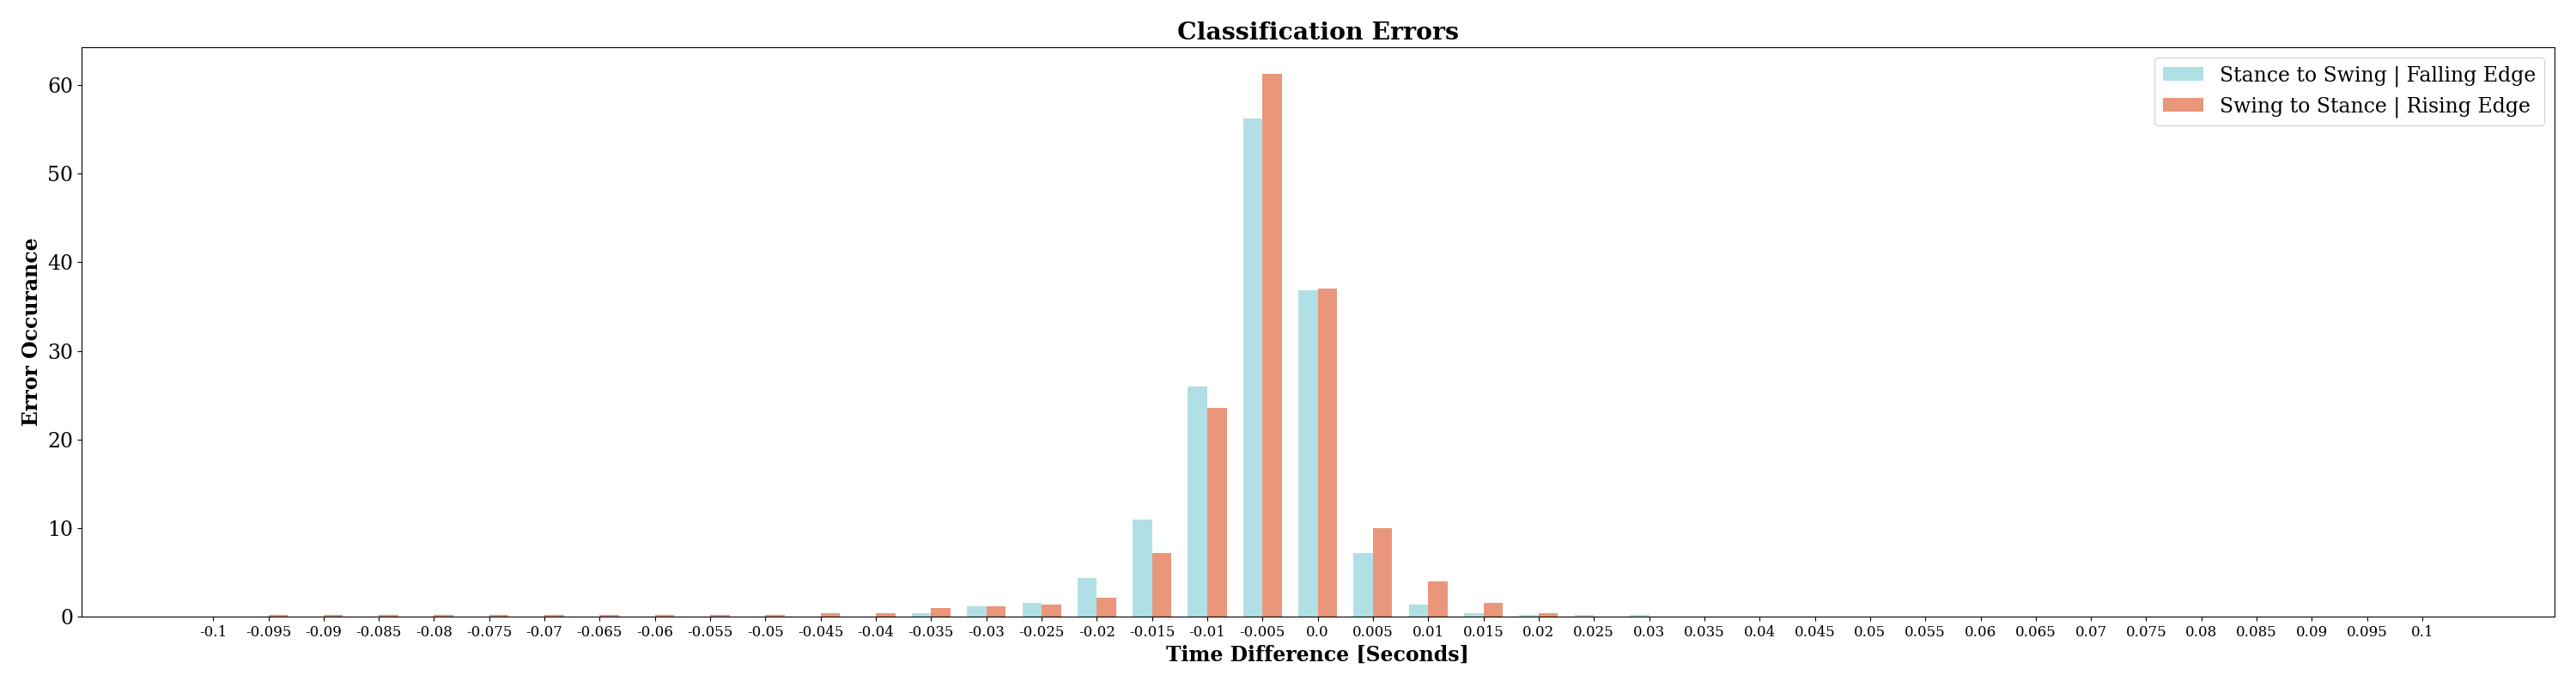 Classification Errors
Stance to Swing | Falling Edge
Swing to Stance | Rising Edge
Error Occurance
60
50
40
30
20
10
0
-0.1 -0.095 -0.09 -0.085 -0.08 -0.075 -0.07 -0.065 -0.06 -0.055 -0.05 -0.045 -0.04 -0.035 -0.03 -0.025 -0.02 -0.015 -0.01 -0.005 0.0 0.005 0.01 0.015 0.02 0.025 0.03 0.035 0.04 0.045 0.05 0.055 0.06 0.065 0.07 0.075 0.08 0.085 0.09 0.095 0.1
Time Difference [Seconds]